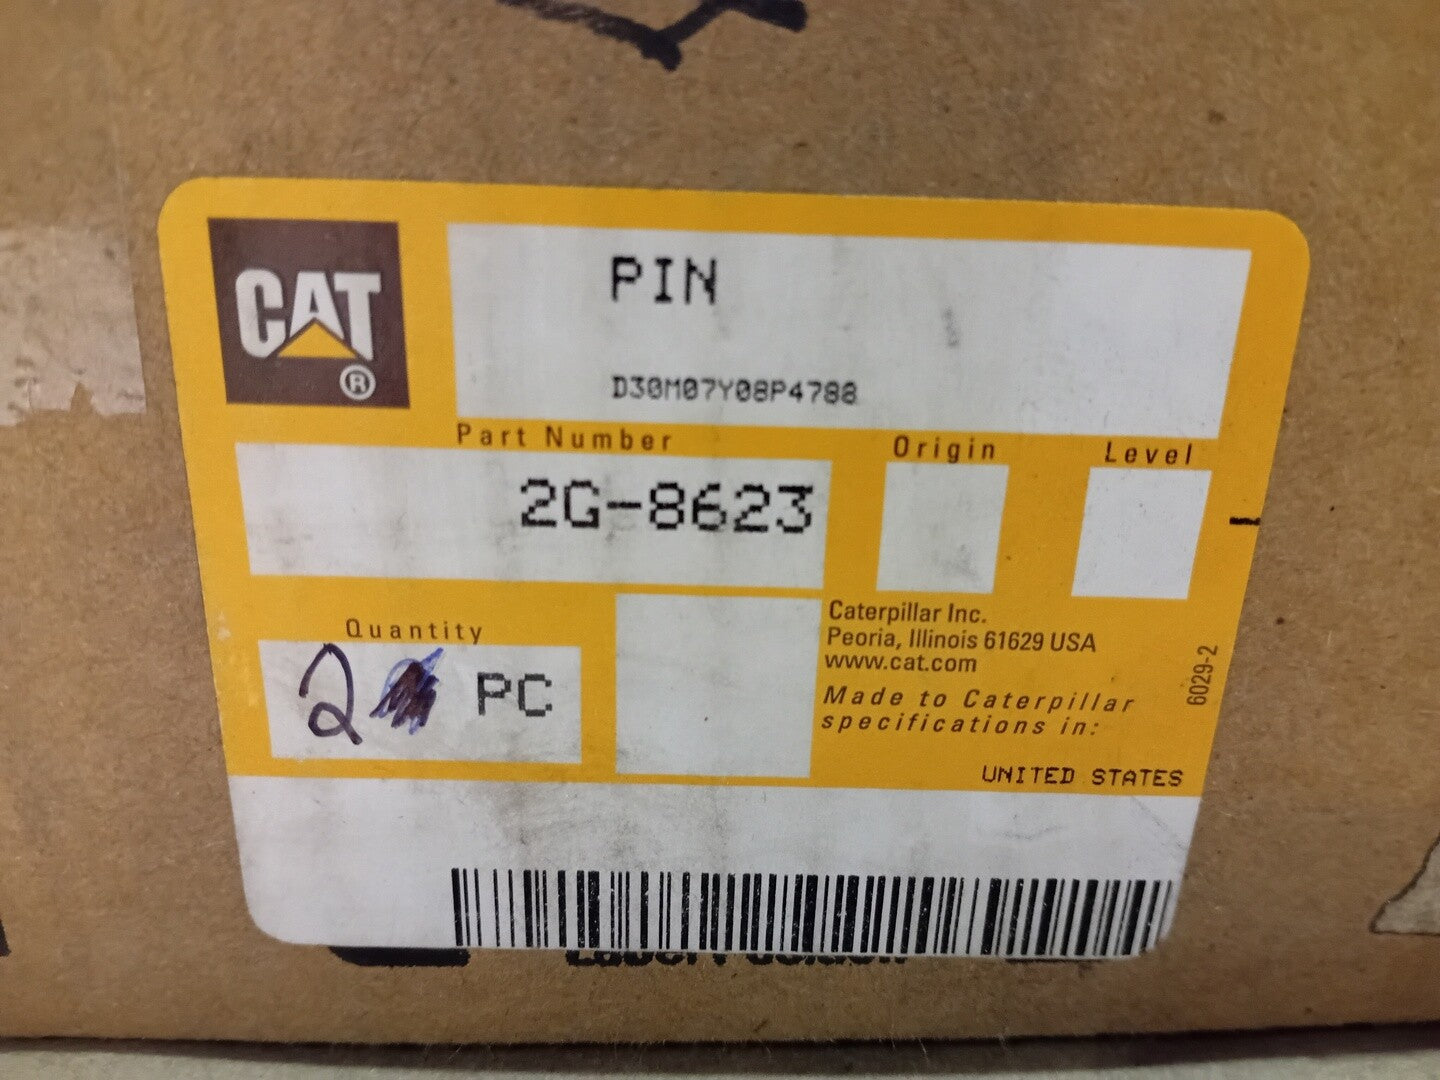 PIN
CAT ®
D30M07Y08P4788
Part Number
Origin
Level
2G-8623
Quantity
2 PC
Caterpillar Inc.
Peoria, Illinois 61629 USA
www.cat.com
Made to Caterpillar
specifications in:
UNITED STATES
6029-2